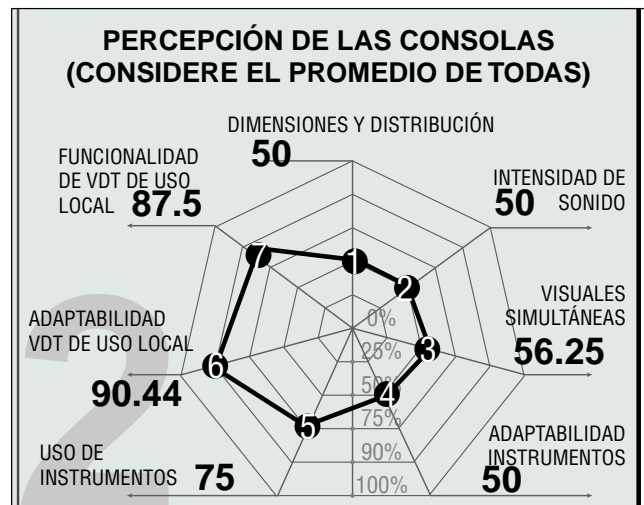 PERCEPCIÓN DE LAS CONSOLAS
(CONSIDERE EL PROMEDIO DE TODAS)
DIMENSIONES Y DISTRIBUCIÓN
50
FUNCIONALIDAD
DE VDT DE USO
LOCAL 87.5
INTENSIDAD DE
50 SONIDO
7
1
2
VISUALES
SIMULTÁNEAS
56.25
ADAPTABILIDAD
VDT DE USO LOCAL
90.44
6
3
0%
25%
50%
75%
90%
100%
5
4
USO DE
INSTRUMENTOS 75
ADAPTABILIDAD
INSTRUMENTOS
50
2